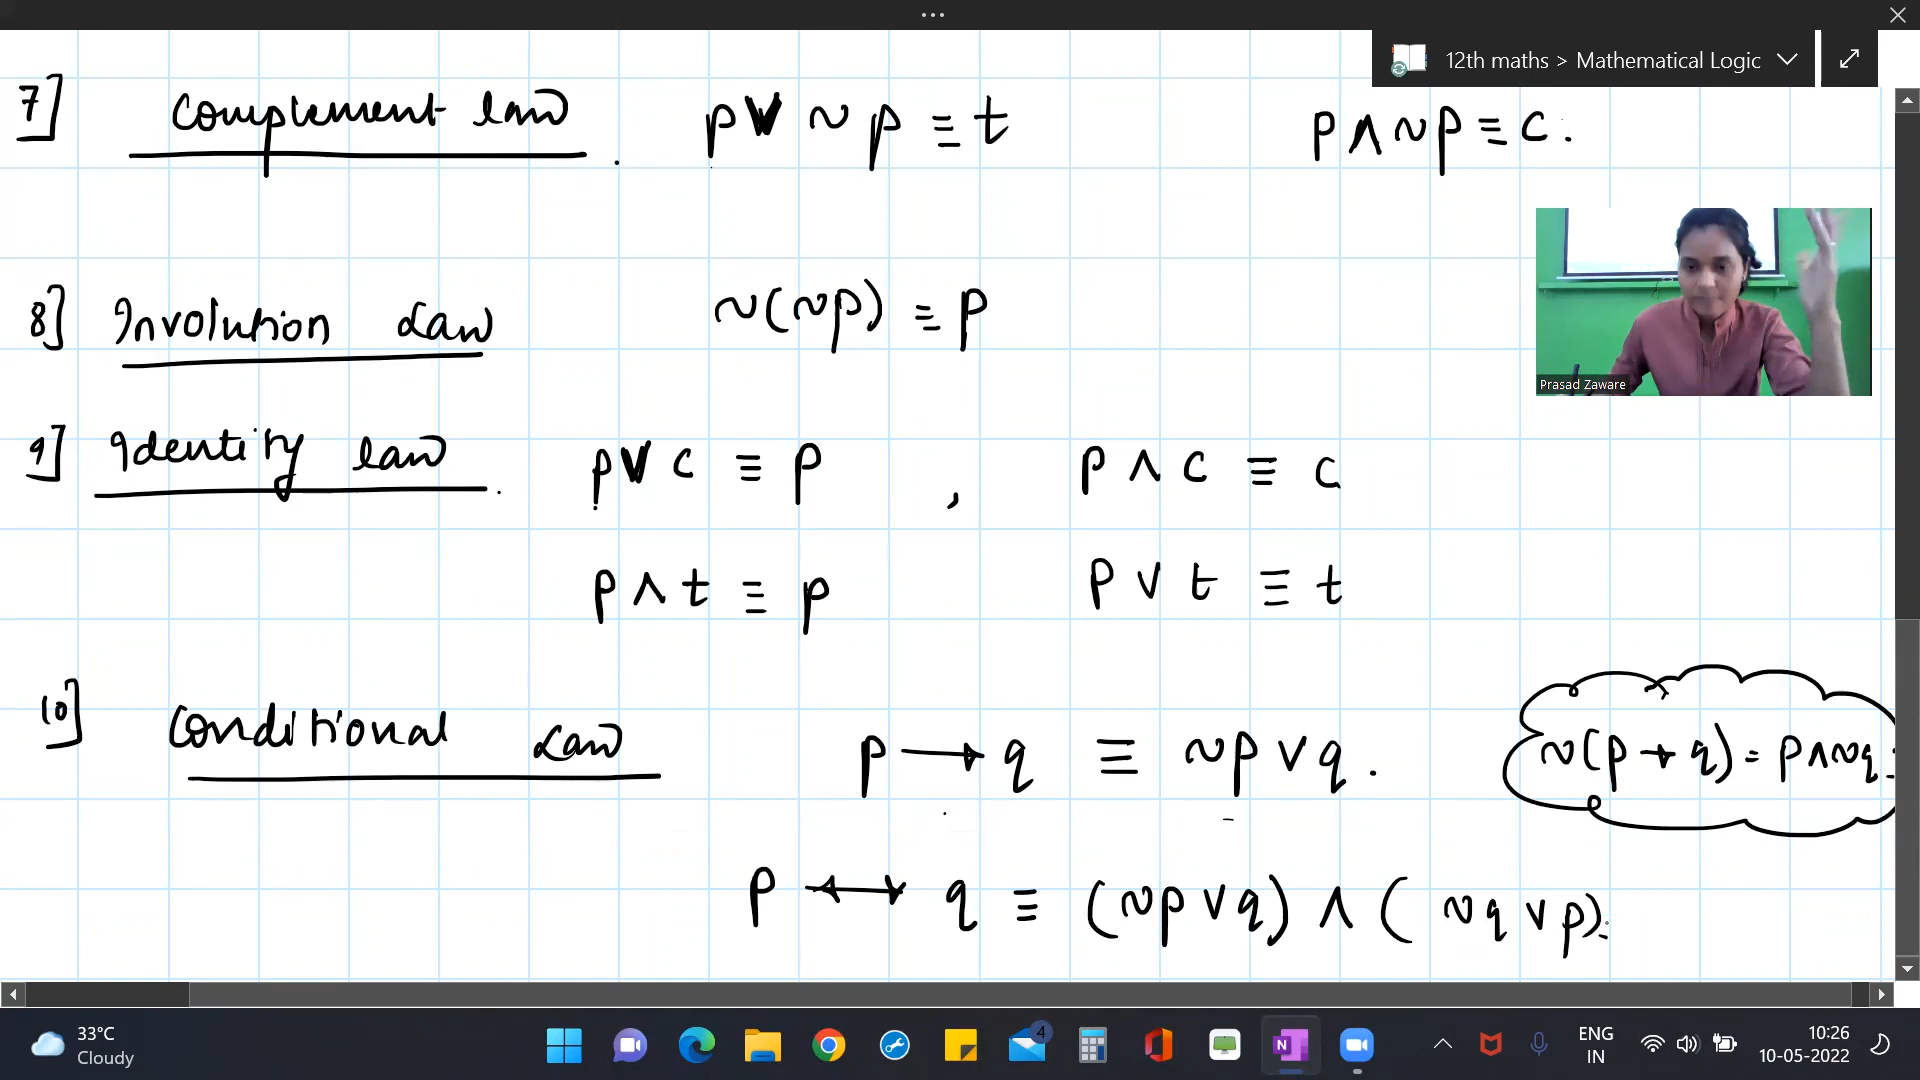 12th maths > Mathematical Logic
7] Complement law. p ∨ ~p ≡ t p ∧ ~p ≡ c.
Prasad Zaware
8] Involution Law ~(~p) ≡ p
9] Identity law. p ∨ c ≡ p , p ∧ c ≡ c
p ∧ t ≡ p p ∨ t ≡ t
10] Conditional Law p → q ≡ ~p ∨ q. ~(p → q) = p ∧ ~q
p ↔ q ≡ (~p ∨ q) ∧ (~q ∨ p)
33°C
Cloudy
4
N
ENG
IN
10:26
10-05-2022